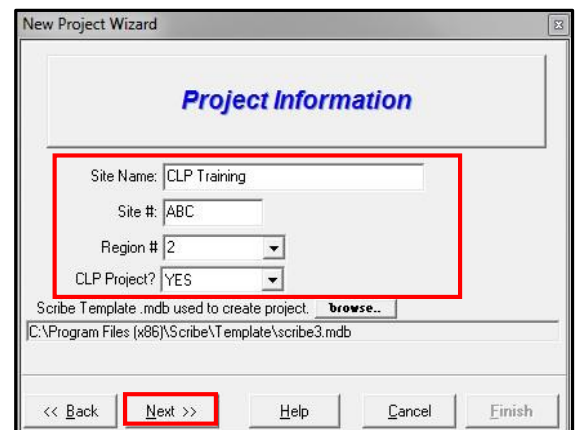 New Project Wizard
Project Information
Site Name: CLP Training
Site #: ABC
Region # 2
CLP Project? YES
Scribe Template .mdb used to create project. browse..
C:\Program Files (x86)\Scribe\Template\scribe3.mdb
<< Back Next >> Help Cancel Finish